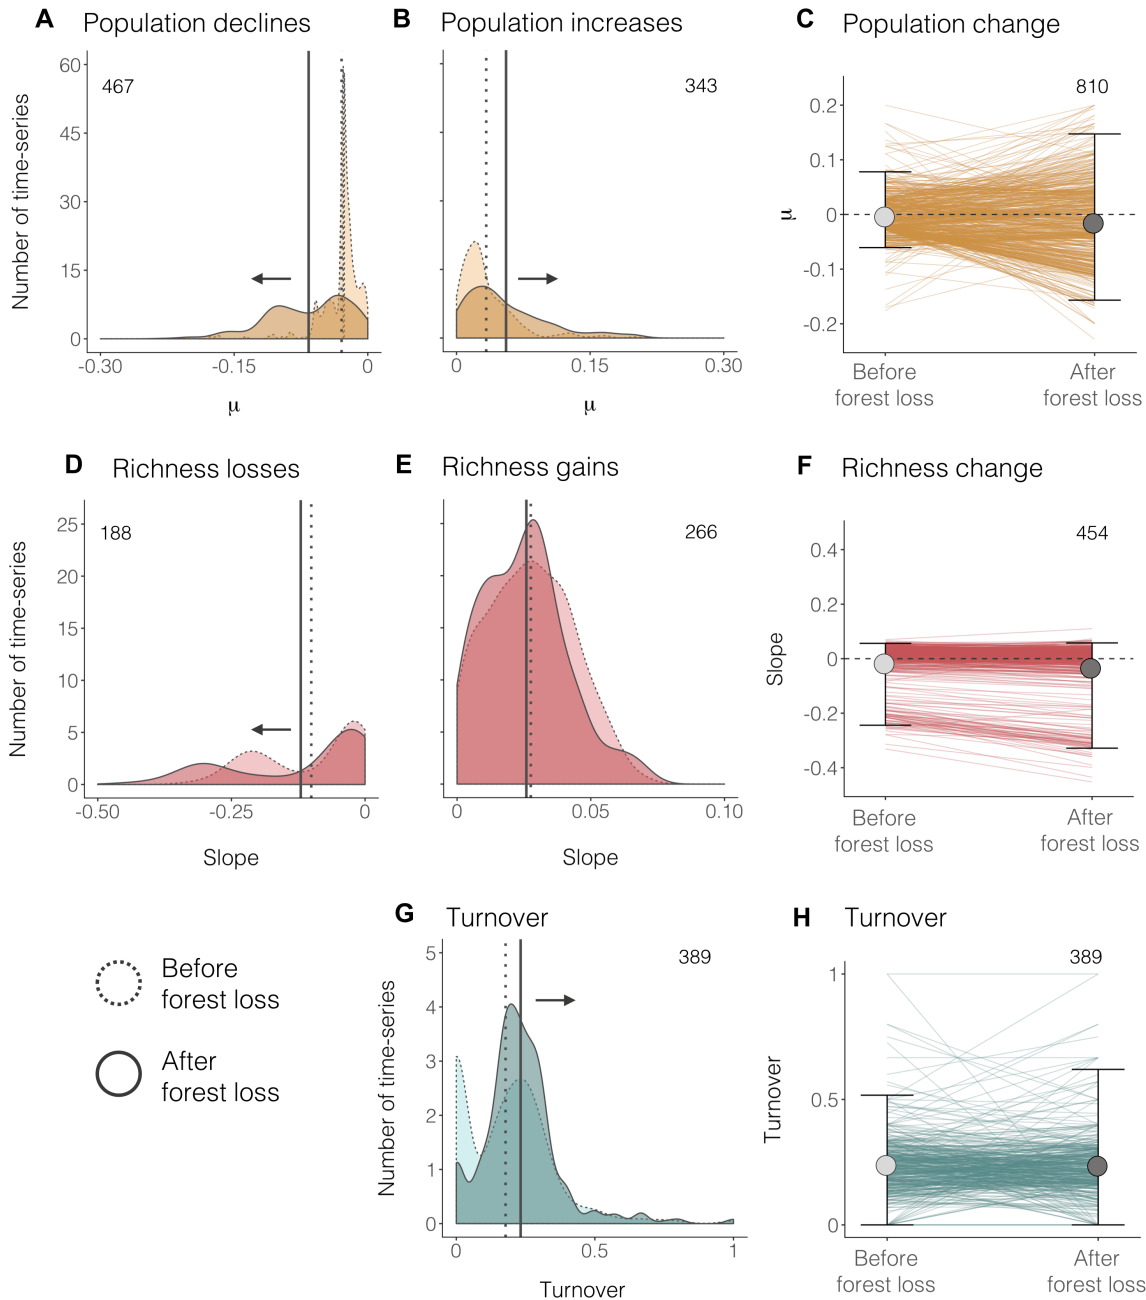 A Population declines
B Population increases
C Population change
Number of time-series
60
45
30
15
0
467
-0.30
-0.15
0
μ
343
0
0.15
0.30
μ
810
μ
0.2
0.1
0
-0.1
-0.2
Before
forest loss
After
forest loss
D Richness losses
E Richness gains
F Richness change
Number of time-series
25
20
15
10
5
0
188
-0.50
-0.25
0
Slope
266
0
0.05
0.10
Slope
454
Slope
0.4
0.2
0
-0.2
-0.4
Before
forest loss
After
forest loss
Before
forest loss
After
forest loss
G Turnover
H Turnover
Number of time-series
5
4
3
2
1
0
389
0
0.5
1
Turnover
389
Turnover
1
0.5
0
Before
forest loss
After
forest loss